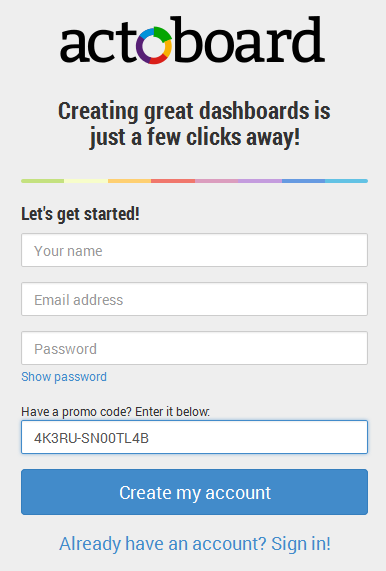 actoboard
Creating great dashboards is
just a few clicks away!
Let's get started!
Your name
Email address
Password
Show password
Have a promo code? Enter it below:
4K3RU-SN00TL4B
Create my account
Already have an account? Sign in!